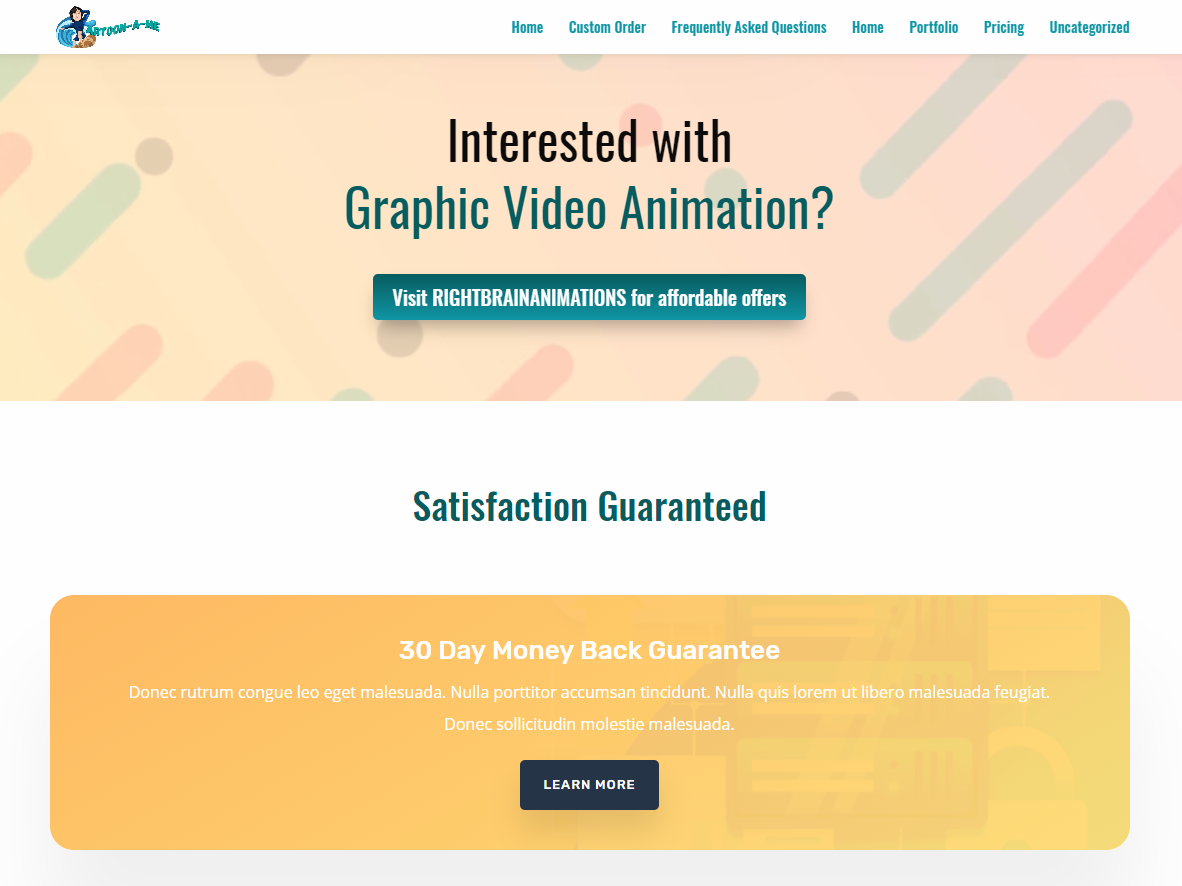 ARTOON-A-ME
Home Custom Order Frequently Asked Questions Home Portfolio Pricing Uncategorized
Interested with
Graphic Video Animation?
Visit RIGHTBRAINANIMATIONS for affordable offers
Satisfaction Guaranteed
30 Day Money Back Guarantee
Donec rutrum congue leo eget malesuada. Nulla porttitor accumsan tincidunt. Nulla quis lorem ut libero malesuada feugiat.
Donec sollicitudin molestie malesuada.
LEARN MORE